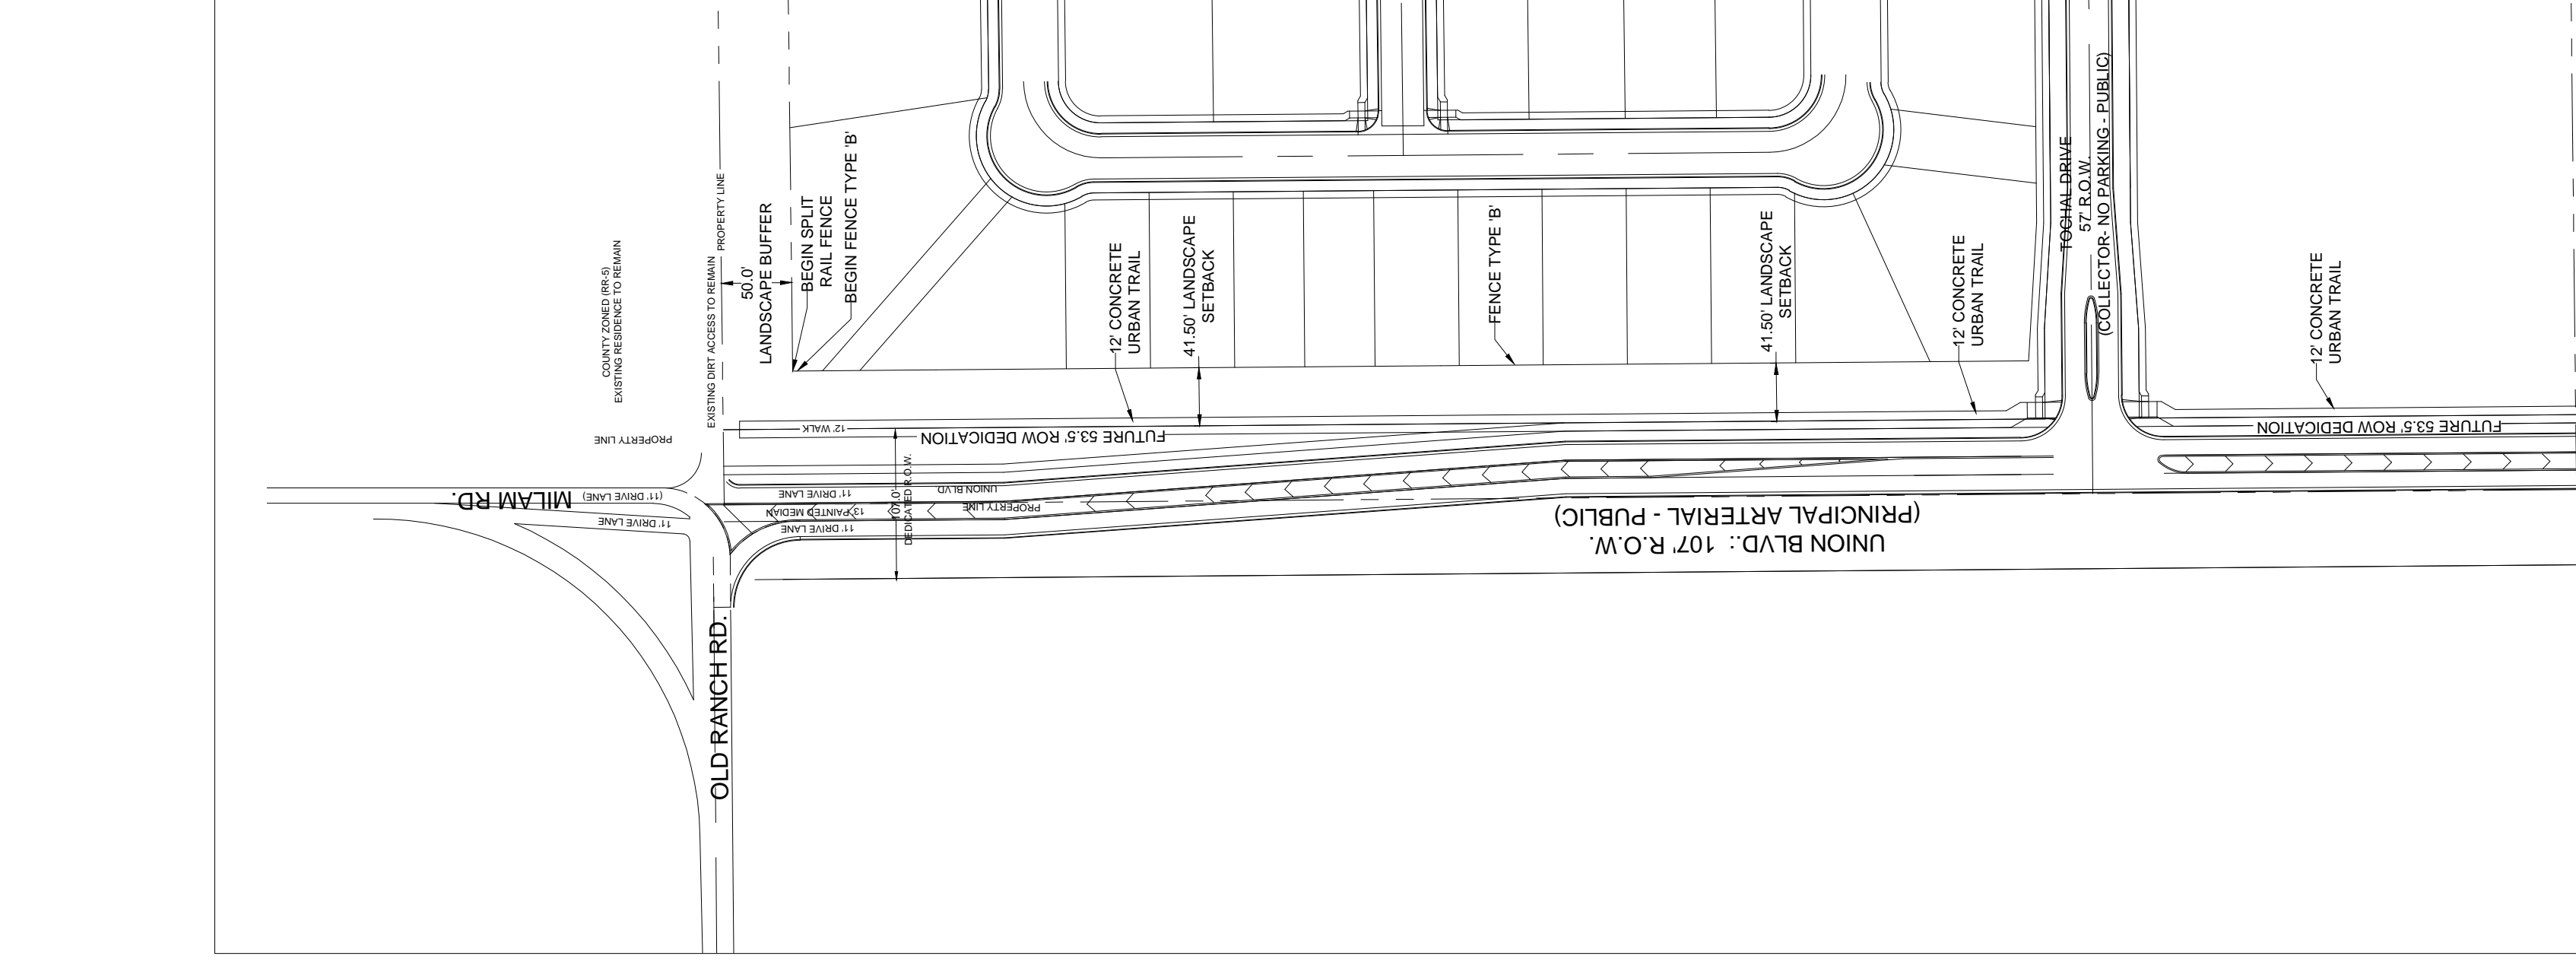 COUNTY ZONED (RR-5)
EXISTING RESIDENCE TO REMAIN
PROPERTY LINE
EXISTING DIRT ACCESS TO REMAIN
PROPERTY LINE
50.0'
LANDSCAPE BUFFER
BEGIN SPLIT
RAIL FENCE
BEGIN FENCE TYPE 'B'
12' CONCRETE
URBAN TRAIL
41.50' LANDSCAPE
SETBACK
FENCE TYPE 'B'
41.50' LANDSCAPE
SETBACK
12' CONCRETE
URBAN TRAIL
TOCHAL DRIVE
57' R.O.W.
(COLLECTOR- NO PARKING - PUBLIC)
12' CONCRETE
URBAN TRAIL
12' WALK
FUTURE 53.5' ROW DEDICATION
FUTURE 53.5' ROW DEDICATION
MILAM RD.
(11' DRIVE LANE)
11' DRIVE LANE
11' DRIVE LANE
UNION BLVD
13' PAINTED MEDIAN
PROPERTY LINE
11' DRIVE LANE
107.0'
DEDICATED R.O.W.
UNION BLVD.: 107' R.O.W.
(PRINCIPAL ARTERIAL - PUBLIC)
OLD RANCH RD.